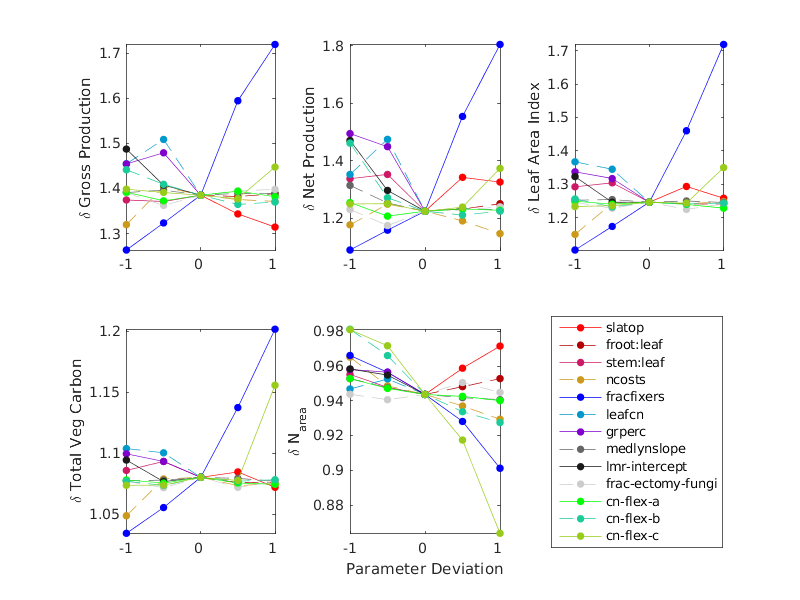 δ Gross Production
1.7
1.6
1.5
1.4
1.3
-1 0 1
δ Net Production
1.8
1.6
1.4
1.2
-1 0 1
δ Leaf Area Index
1.7
1.6
1.5
1.4
1.3
1.2
-1 0 1
δ Total Veg Carbon
1.2
1.15
1.1
1.05
-1 0 1
δ N_area
0.98
0.96
0.94
0.92
0.9
0.88
-1 0 1
Parameter Deviation
slatop
froot:leaf
stem:leaf
ncosts
fracfixers
leafcn
grperc
medlynslope
lmr-intercept
frac-ectomy-fungi
cn-flex-a
cn-flex-b
cn-flex-c